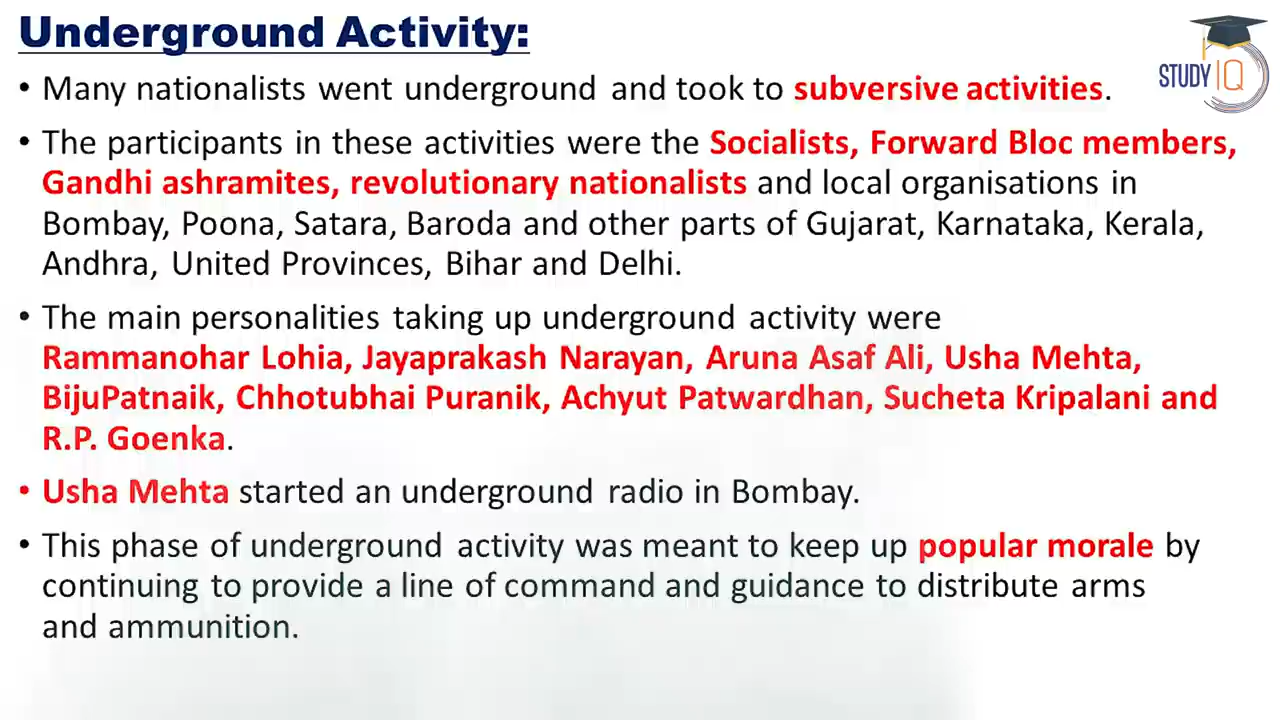 Underground Activity:
STUDY IQ
• Many nationalists went underground and took to subversive activities.
• The participants in these activities were the Socialists, Forward Bloc members,
Gandhi ashramites, revolutionary nationalists and local organisations in
Bombay, Poona, Satara, Baroda and other parts of Gujarat, Karnataka, Kerala,
Andhra, United Provinces, Bihar and Delhi.
• The main personalities taking up underground activity were
Rammanohar Lohia, Jayaprakash Narayan, Aruna Asaf Ali, Usha Mehta,
BijuPatnaik, Chhotubhai Puranik, Achyut Patwardhan, Sucheta Kripalani and
R.P. Goenka.
• Usha Mehta started an underground radio in Bombay.
• This phase of underground activity was meant to keep up popular morale by
continuing to provide a line of command and guidance to distribute arms
and ammunition.